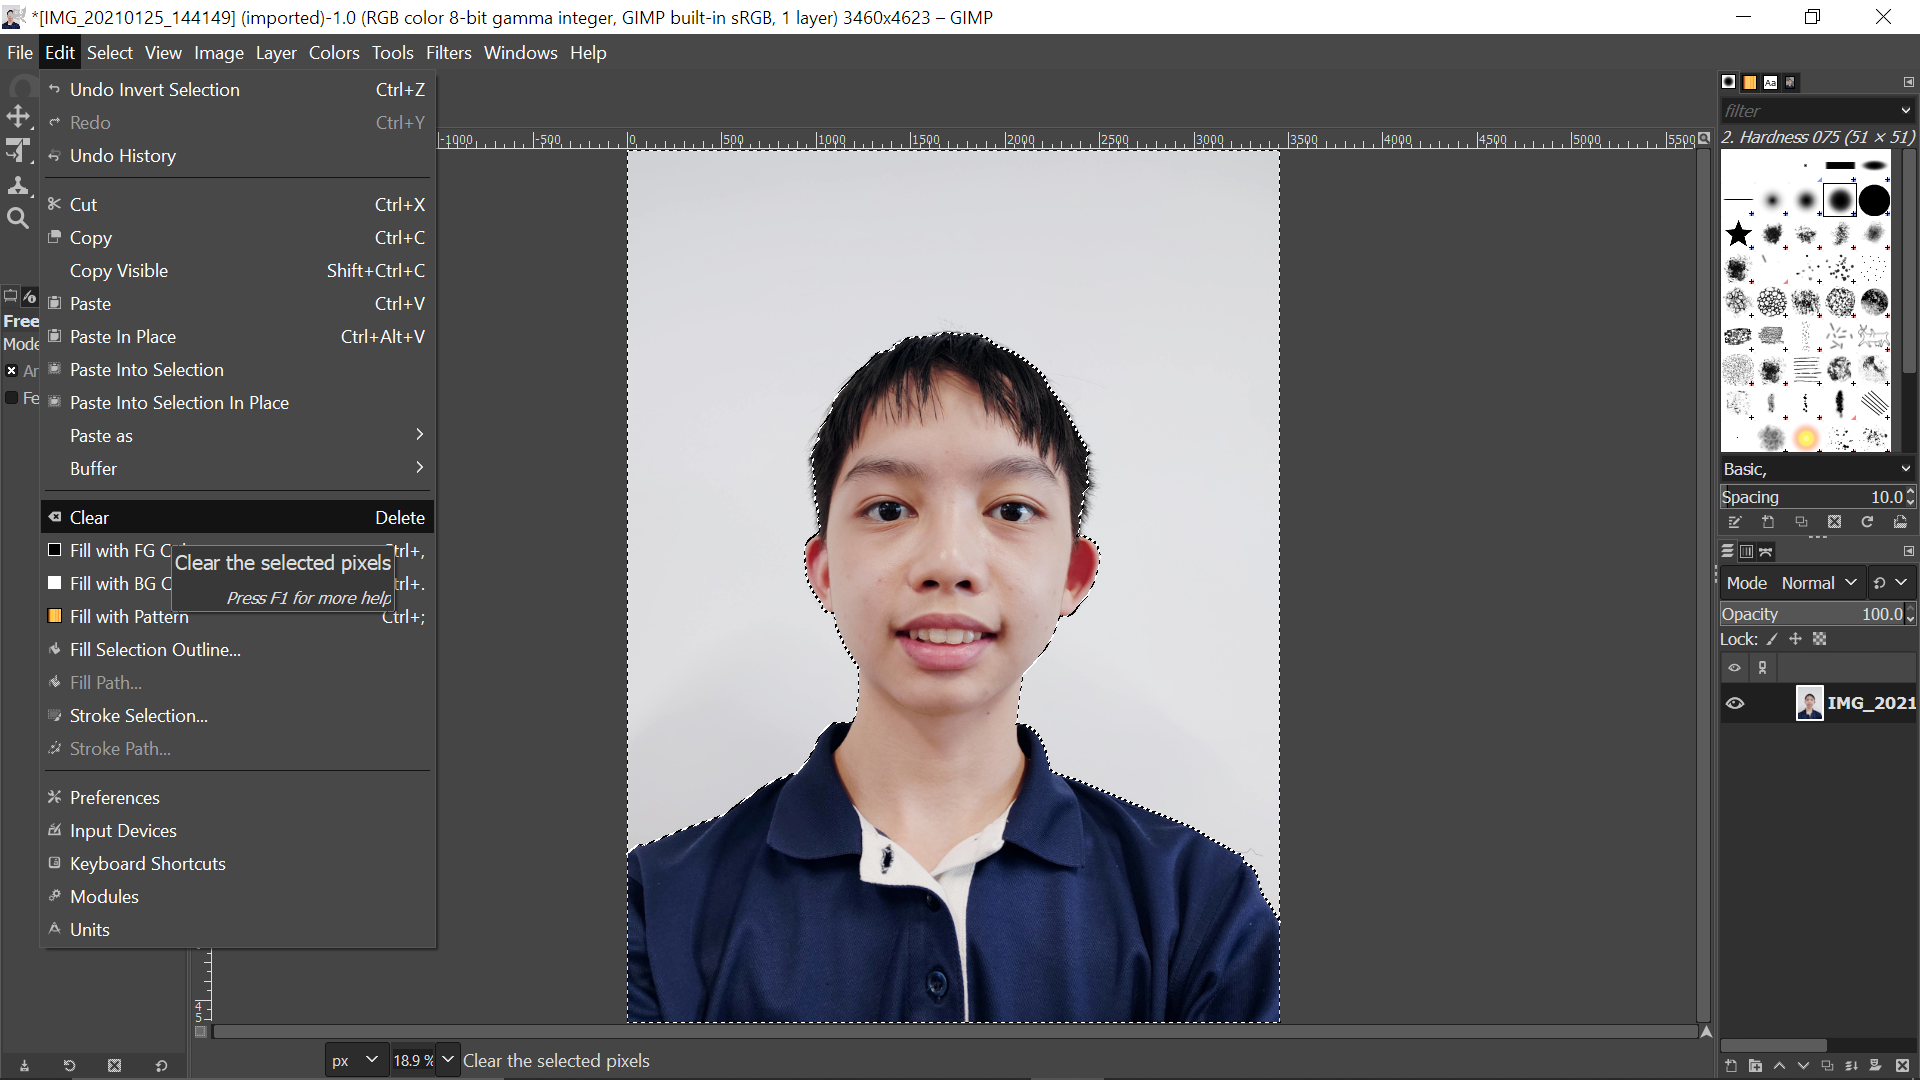 *[IMG_20210125_144149] (imported)-1.0 (RGB color 8-bit gamma integer, GIMP built-in sRGB, 1 layer) 3460x4623 – GIMP
File Edit Select View Image Layer Colors Tools Filters Windows Help
Undo Invert Selection Ctrl+Z
Redo Ctrl+Y
Undo History
Cut Ctrl+X
Copy Ctrl+C
Copy Visible Shift+Ctrl+C
Paste Ctrl+V
Paste In Place Ctrl+Alt+V
Paste Into Selection
Paste Into Selection In Place
Paste as
Buffer
Clear Delete
Fill with FG C trl+,
Clear the selected pixels
Fill with BG C trl+.
Press F1 for more help
Fill with Pattern Ctrl+;
Fill Selection Outline...
Fill Path...
Stroke Selection...
Stroke Path...
Preferences
Input Devices
Keyboard Shortcuts
Modules
Units
Free
Mode
Ar
Fe
-1000 -500 0 500 1000 1500 2000 2500 3000 3500 4000 4500 5000 5500
4
5
px 18.9 % Clear the selected pixels
Aa
filter
2. Hardness 075 (51 × 51)
Basic,
Spacing 10.0
Mode Normal
Opacity 100.0
Lock:
IMG_2021